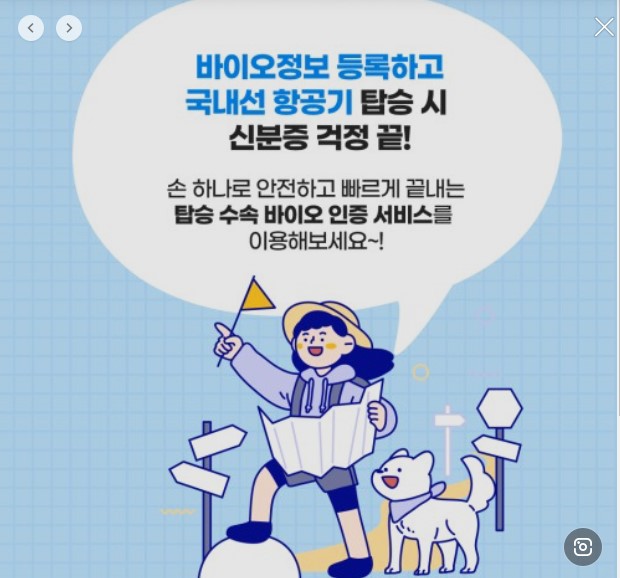 바이오정보 등록하고
국내선 항공기 탑승 시
신분증 걱정 끝!
손 하나로 안전하고 빠르게 끝내는
탑승 수속 바이오 인증 서비스를
이용해보세요~!